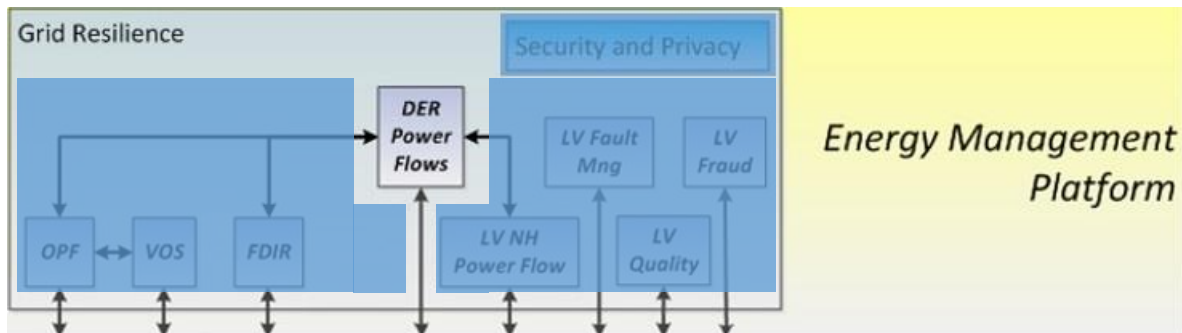 Grid Resilience
Security and Privacy
DER
Power
Flows
LV Fault
Mng
LV
Fraud
Energy Management
Platform
OPF
VOS
FDIR
LV NH
Power Flow
LV
Quality